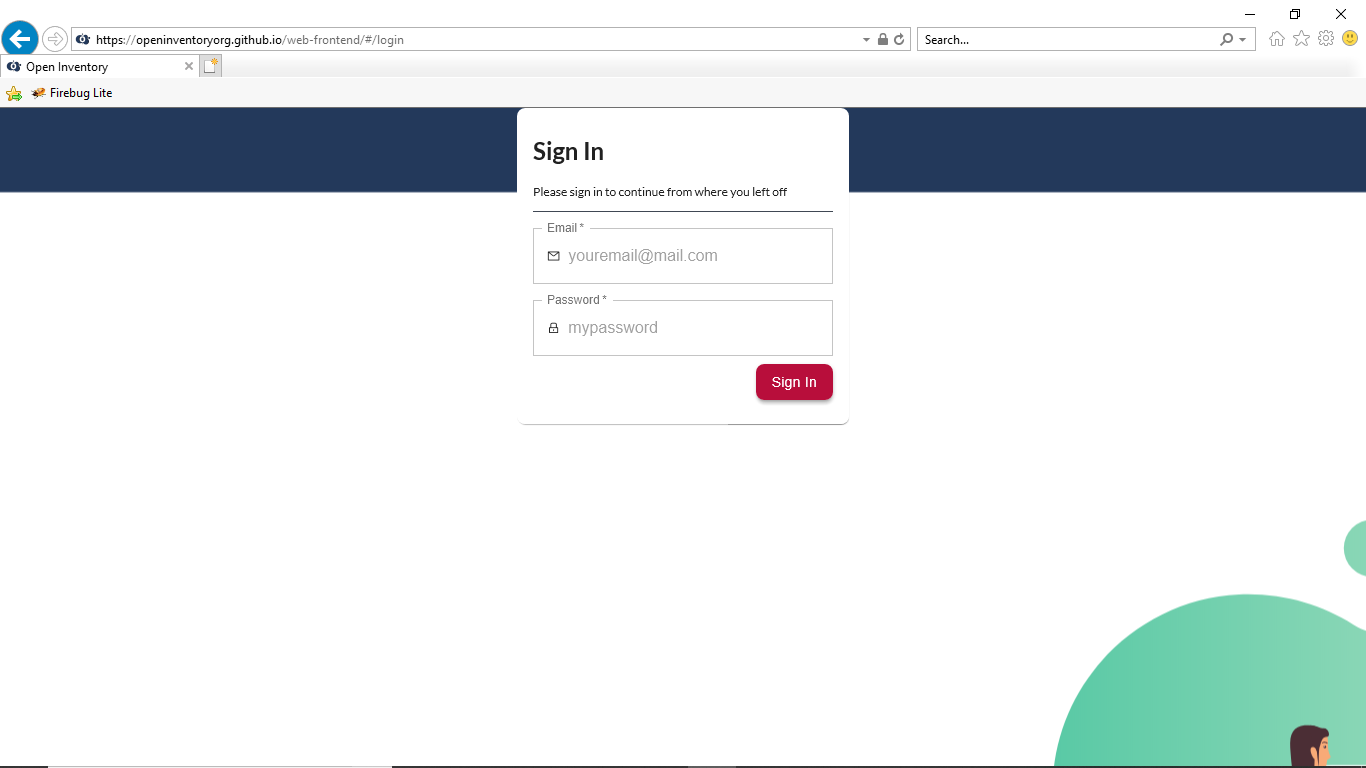 https://openinventoryorg.github.io/web-frontend/#/login
Search...
Open Inventory
Firebug Lite
Sign In
Please sign in to continue from where you left off
Email *
youremail@mail.com
Password *
mypassword
Sign In